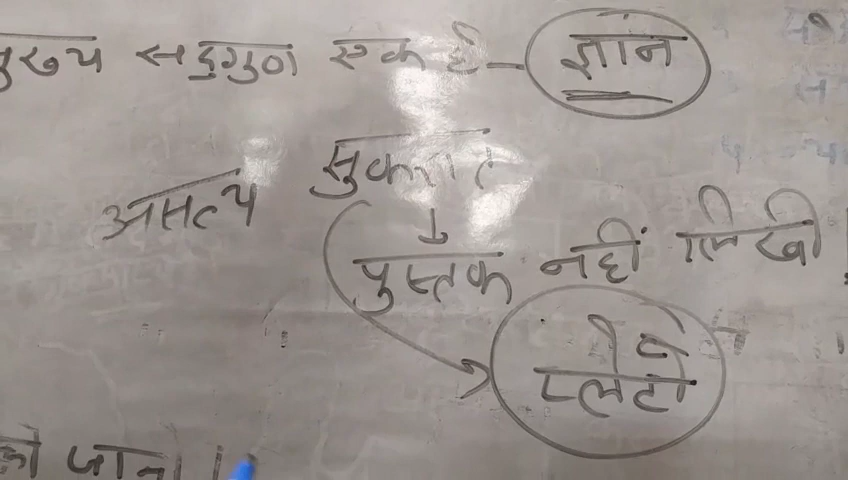 मुख्य सद्गुण एक है - ज्ञान
असत्य
सुकरात
पुस्तक नहीं लिखी
प्लेटो
को जाना।